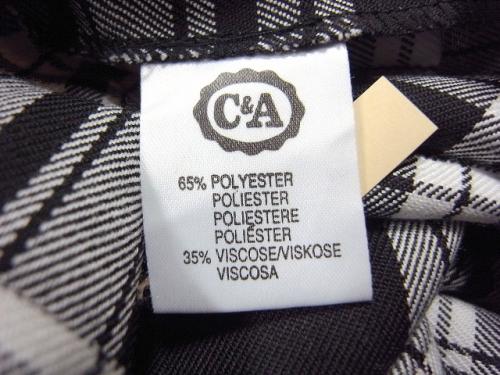 C&A
65% POLYESTER
POLIESTER
POLIESTERE
POLIÉSTER
35% VISCOSE/VISKOSE
VISCOSA